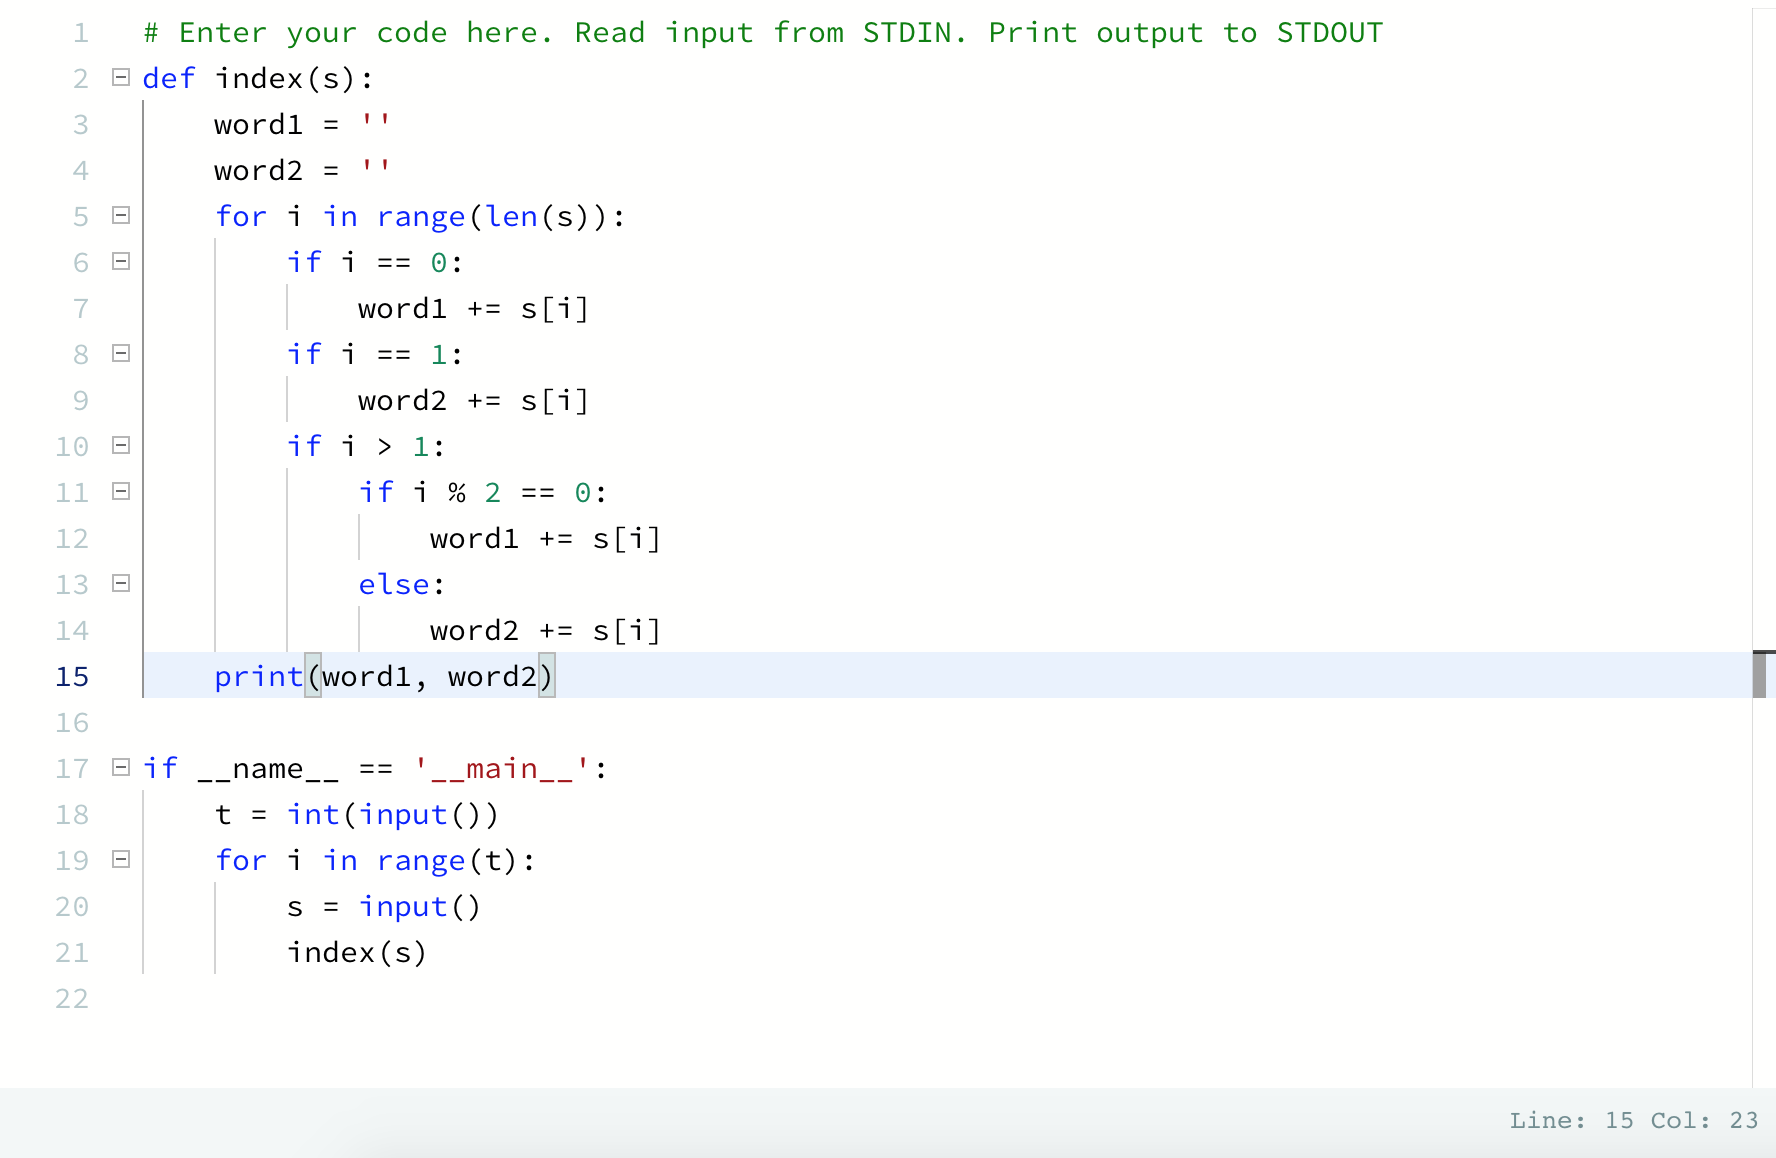 1 # Enter your code here. Read input from STDIN. Print output to STDOUT
2 def index(s):
3     word1 = ''
4     word2 = ''
5     for i in range(len(s)):
6         if i == 0:
7             word1 += s[i]
8         if i == 1:
9             word2 += s[i]
10         if i > 1:
11             if i % 2 == 0:
12                 word1 += s[i]
13             else:
14                 word2 += s[i]
15     print(word1, word2)
16
17 if __name__ == '__main__':
18     t = int(input())
19     for i in range(t):
20         s = input()
21         index(s)
22
Line: 15 Col: 23